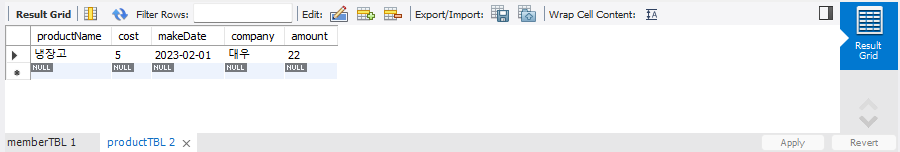 Result Grid Filter Rows: Edit: Export/Import: Wrap Cell Content: IA
productName cost makeDate company amount
냉장고 5 2023-02-01 대우 22
NULL NULL NULL NULL NULL
Result
Grid
memberTBL 1 productTBL 2 × Apply Revert